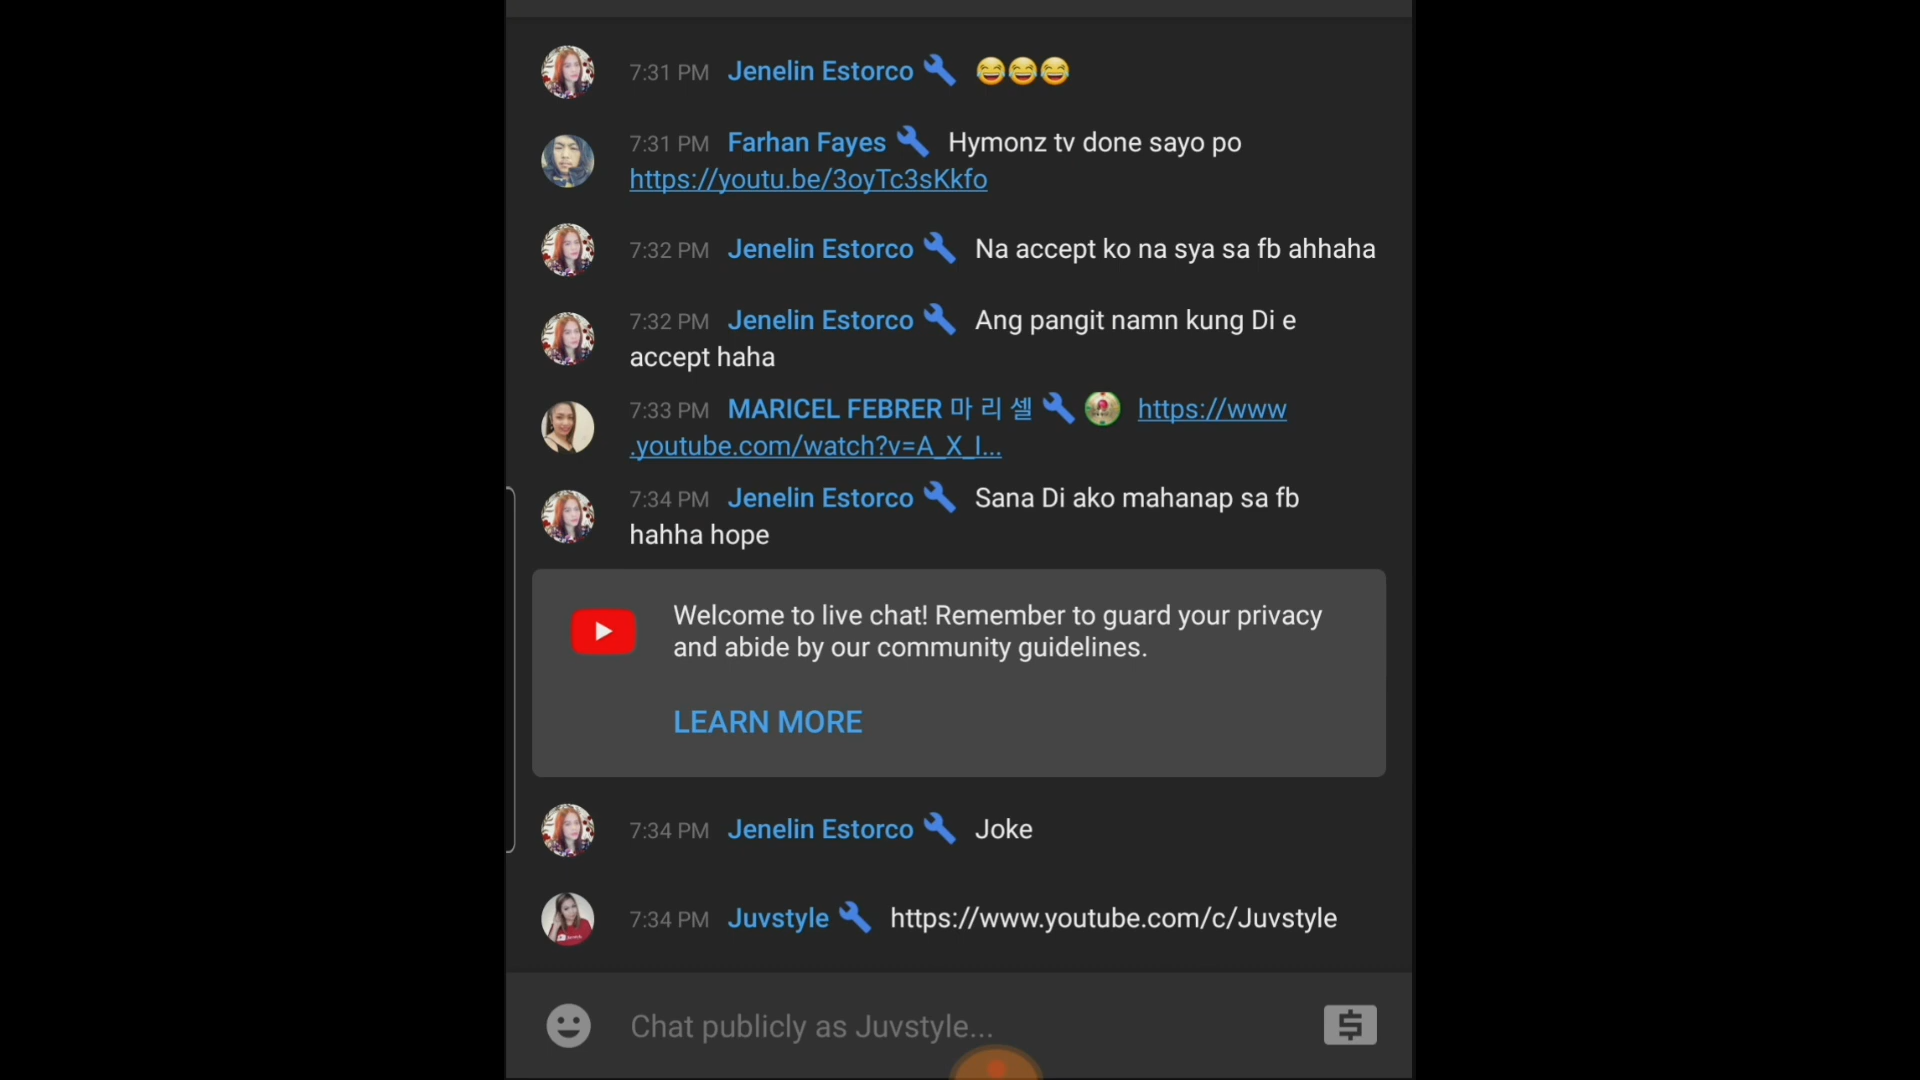 7:31 PM Jenelin Estorco 😂😂😂
7:31 PM Farhan Fayes Hymonz tv done sayo po
https://youtu.be/3oyTc3sKkfo
7:32 PM Jenelin Estorco Na accept ko na sya sa fb ahhaha
7:32 PM Jenelin Estorco Ang pangit namn kung Di e
accept haha
7:33 PM MARICEL FEBRER 마 리 셀 https://www
.youtube.com/watch?v=A_X_I...
7:34 PM Jenelin Estorco Sana Di ako mahanap sa fb
hahha hope
Welcome to live chat! Remember to guard your privacy
and abide by our community guidelines.
LEARN MORE
7:34 PM Jenelin Estorco Joke
7:34 PM Juvstyle https://www.youtube.com/c/Juvstyle
Chat publicly as Juvstyle...